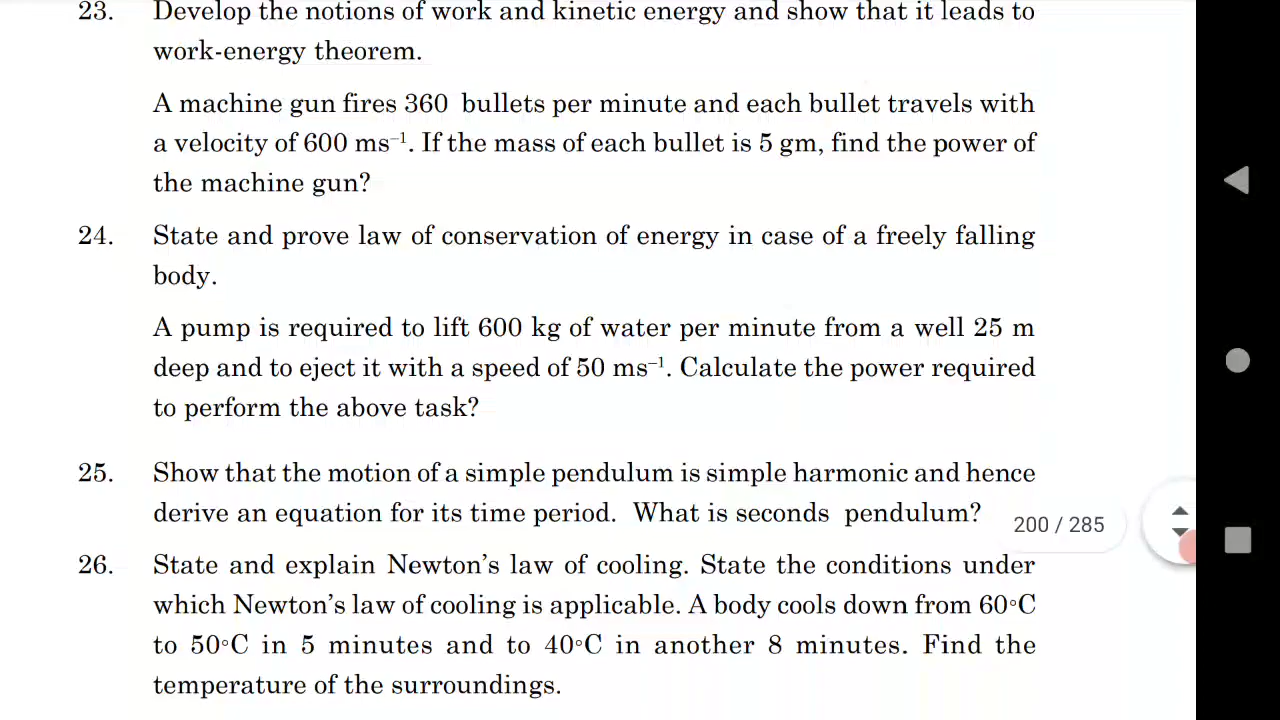 23. Develop the notions of work and kinetic energy and show that it leads to
work-energy theorem.
A machine gun fires 360 bullets per minute and each bullet travels with
a velocity of 600 ms⁻¹. If the mass of each bullet is 5 gm, find the power of
the machine gun?
24. State and prove law of conservation of energy in case of a freely falling
body.
A pump is required to lift 600 kg of water per minute from a well 25 m
deep and to eject it with a speed of 50 ms⁻¹. Calculate the power required
to perform the above task?
25. Show that the motion of a simple pendulum is simple harmonic and hence
derive an equation for its time period. What is seconds pendulum?
200 / 285
26. State and explain Newton's law of cooling. State the conditions under
which Newton's law of cooling is applicable. A body cools down from 60°C
to 50°C in 5 minutes and to 40°C in another 8 minutes. Find the
temperature of the surroundings.